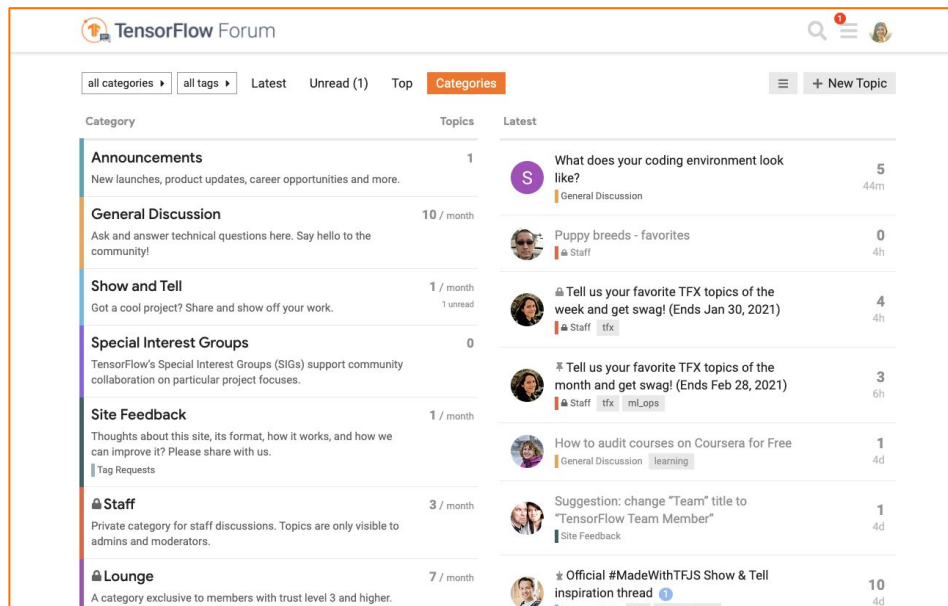 TensorFlow Forum
1
all categories
all tags
Latest
Unread (1)
Top
Categories
+ New Topic
Category
Topics
Announcements
1
New launches, product updates, career opportunities and more.
General Discussion
10 / month
Ask and answer technical questions here. Say hello to the
community!
Show and Tell
1 / month
Got a cool project? Share and show off your work.
1 unread
Special Interest Groups
0
TensorFlow's Special Interest Groups (SIGs) support community
collaboration on particular project focuses.
Site Feedback
1 / month
Thoughts about this site, its format, how it works, and how we
can improve it? Please share with us.
Tag Requests
Staff
3 / month
Private category for staff discussions. Topics are only visible to
admins and moderators.
Lounge
7 / month
A category exclusive to members with trust level 3 and higher.
Latest
S
What does your coding environment look
like?
5
General Discussion
44m
Puppy breeds - favorites
0
Staff
4h
Tell us your favorite TFX topics of the
week and get swag! (Ends Jan 30, 2021)
4
Staff tfx
4h
Tell us your favorite TFX topics of the
month and get swag! (Ends Feb 28, 2021)
3
Staff tfx ml_ops
6h
How to audit courses on Coursera for Free
1
General Discussion learning
4d
Suggestion: change “Team” title to
“TensorFlow Team Member”
1
Site Feedback
4d
Official #MadeWithTFJS Show & Tell
inspiration thread 1
10
4d